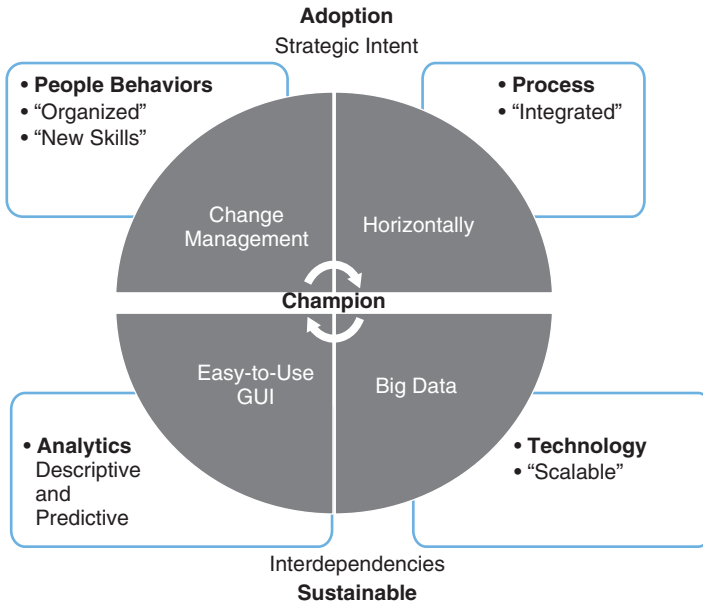 Adoption
Strategic Intent
• People Behaviors
• “Organized”
• “New Skills”
• Process
• “Integrated”
Change
Management
Horizontally
Champion
Easy-to-Use
GUI
Big Data
• Analytics
Descriptive
and
Predictive
• Technology
• “Scalable”
Interdependencies
Sustainable